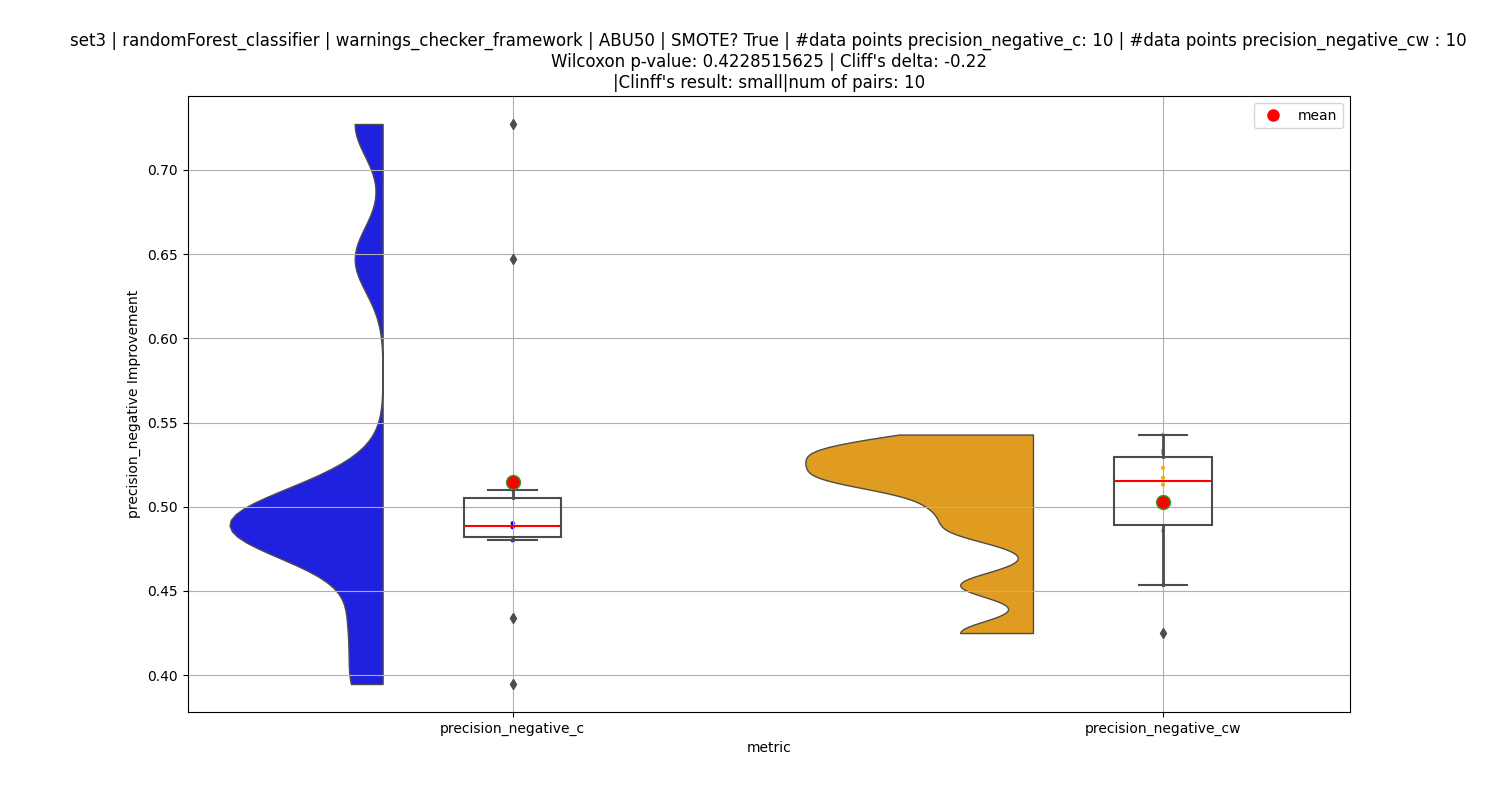 set3 | randomForest_classifier | warnings_checker_framework | ABU50 | SMOTE? True | #data points precision_negative_c: 10 | #data points precision_negative_cw : 10
Wilcoxon p-value: 0.4228515625 | Cliff's delta: -0.22
|Clinff's result: small|num of pairs: 10
mean
precision_negative Improvement
0.70
0.65
0.60
0.55
0.50
0.45
0.40
precision_negative_c
precision_negative_cw
metric